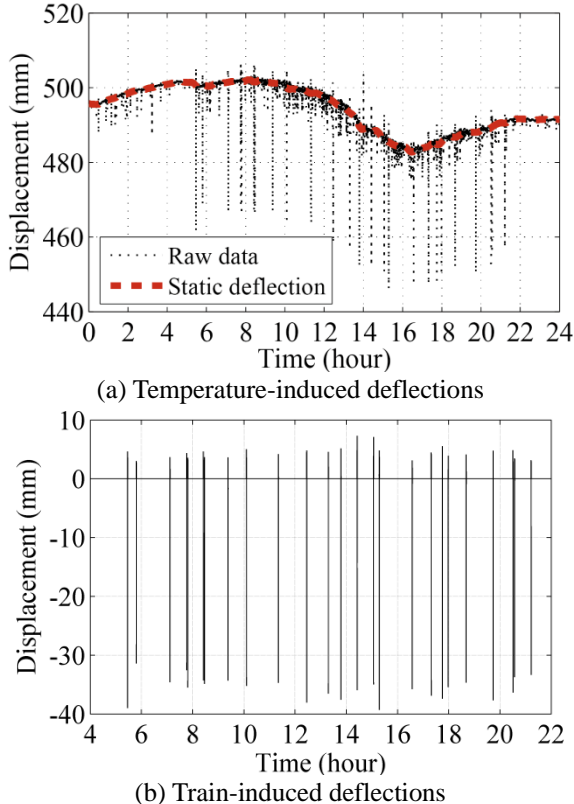 520
500
480
460
440
Displacement (mm)
Raw data
Static deflection
0 2 4 6 8 10 12 14 16 18 20 22 24
Time (hour)
(a) Temperature-induced deflections
10
0
-10
-20
-30
-40
Displacement (mm)
4 6 8 10 12 14 16 18 20 22
Time (hour)
(b) Train-induced deflections